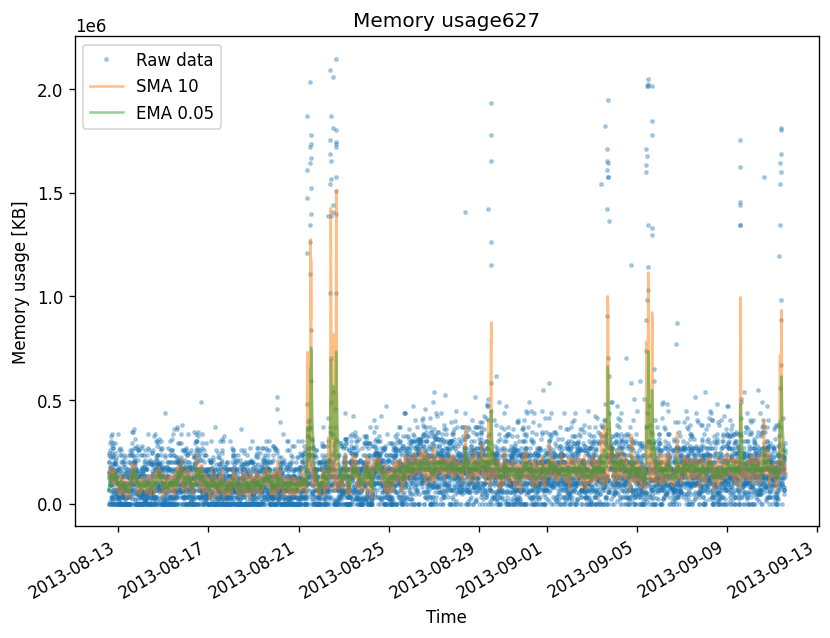 Memory usage627
1e6
Raw data
SMA 10
EMA 0.05
2.0
1.5
1.0
0.5
0.0
Memory usage [KB]
2013-08-13
2013-08-17
2013-08-21
2013-08-25
2013-08-29
2013-09-01
2013-09-05
2013-09-09
2013-09-13
Time